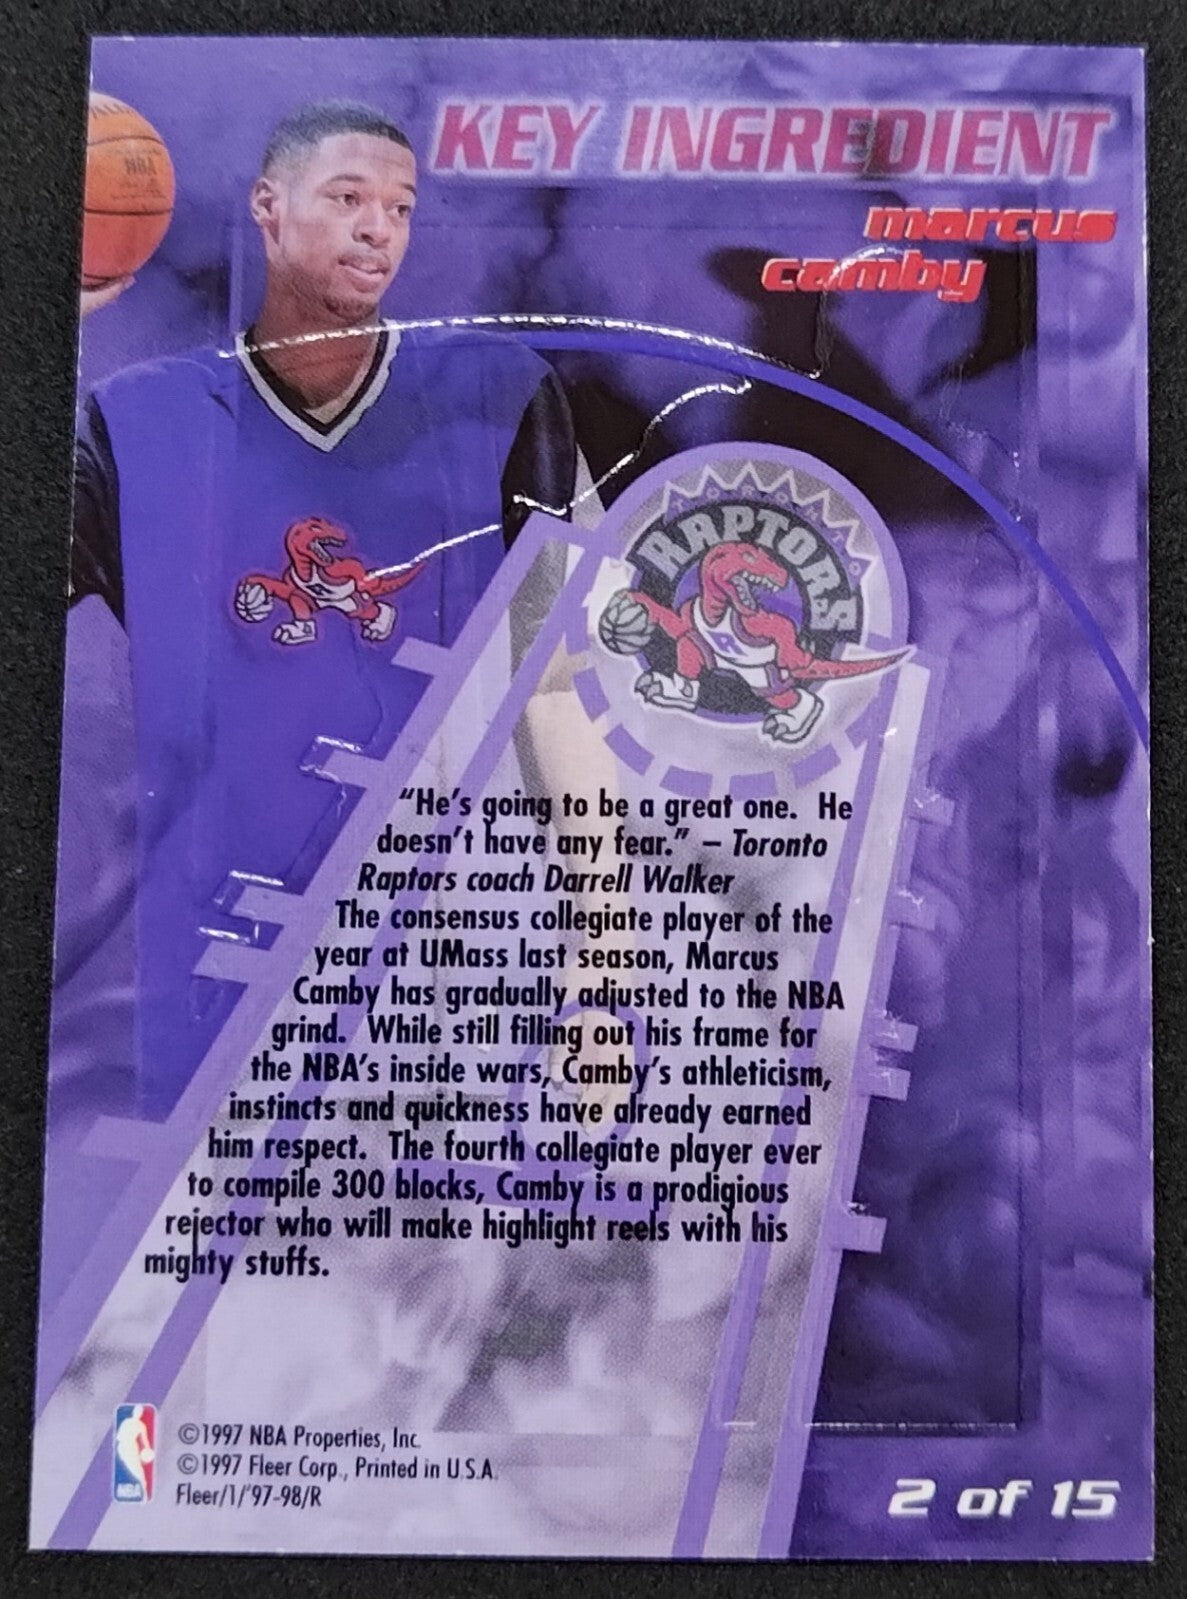 KEY INGREDIENT
marcus
camby
NBA
TORONTO
RAPTORS
R
"He's going to be a great one. He
doesn't have any fear." – Toronto
Raptors coach Darrell Walker
The consensus collegiate player of the
year at UMass last season, Marcus
Camby has gradually adjusted to the NBA
grind. While still filling out his frame for
the NBA's inside wars, Camby's athleticism,
instincts and quickness have already earned
him respect. The fourth collegiate player ever
to compile 300 blocks, Camby is a prodigious
rejector who will make highlight reels with his
mighty stuffs.
©1997 NBA Properties, Inc.
©1997 Fleer Corp., Printed in U.S.A.
Fleer/1/'97-98/R
NBA
2 of 15